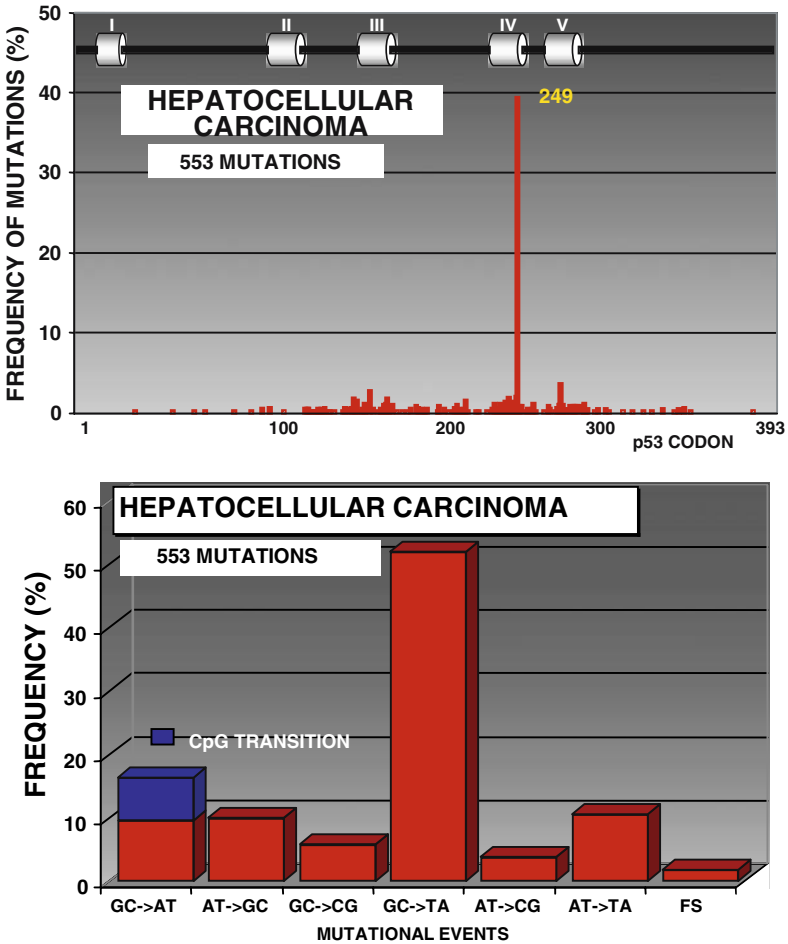 50
I II III IV V
40
HEPATOCELLULAR
CARCINOMA
249
553 MUTATIONS
30
20
10
0
FREQUENCY OF MUTATIONS (%)
1 100 200 300 393
p53 CODON
60
HEPATOCELLULAR CARCINOMA
553 MUTATIONS
50
40
30
20
CpG TRANSITION
10
0
FREQUENCY (%)
GC->AT AT->GC GC->CG GC->TA AT->CG AT->TA FS
MUTATIONAL EVENTS